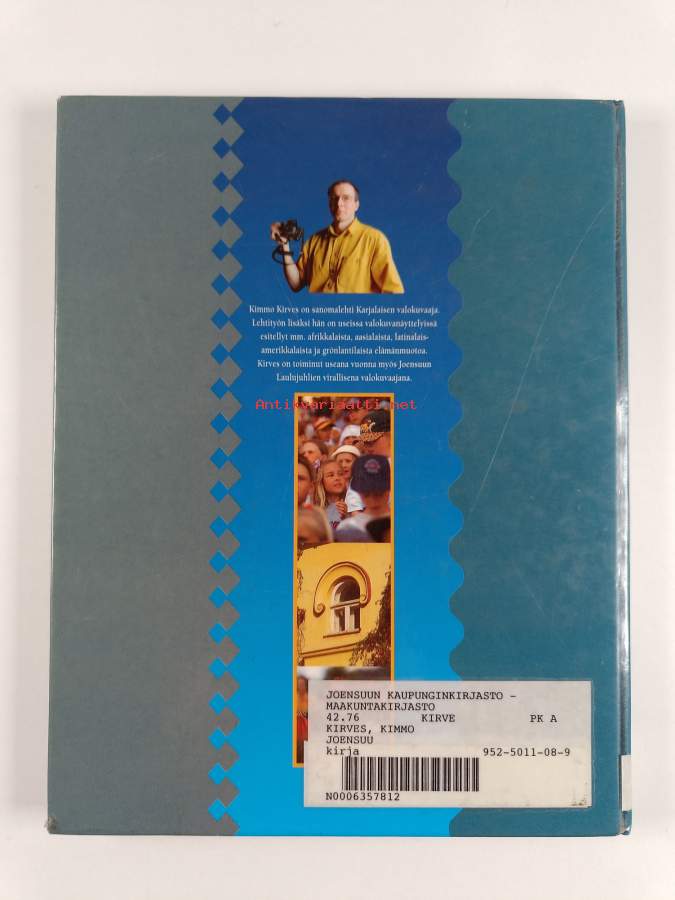 Kimmo Kirves on sanomalehti Karjalaisen valokuvaaja.
Lehtityön lisäksi hän on useissa valokuvanäyttelyissä
esitellyt mm. afrikkalaista, aasialaista, latinalais-
amerikkalaista ja grönlantilaista elämänmuotoa.
Kirves on toiminut useana vuonna myös Joensuun
Laulujuhlien virallisena valokuvaajana.
Antikvariaatti.net
JOENSUUN KAUPUNGINKIRJASTO -
MAAKUNTAKIRJASTO
42.76 KIRVE PK A
KIRVES, KIMMO
JOENSUU
kirja 952-5011-08-9
N0006357812